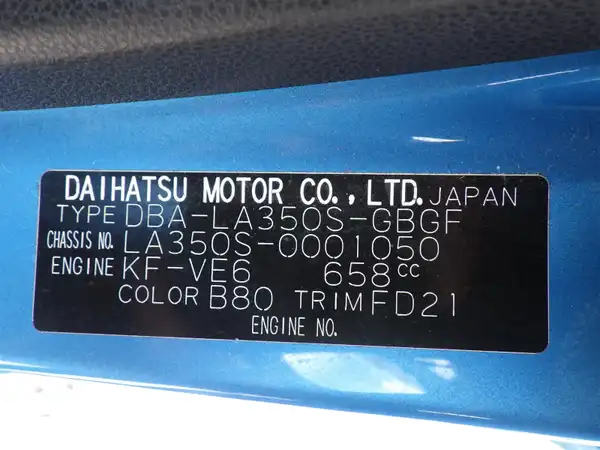 DAIHATSU MOTOR CO., LTD. JAPAN
TYPE DBA-LA350S-GBGF
CHASSIS NO. LA350S-0001050
ENGINE KF-VE6 658cc
COLOR B80 TRIM FD21
ENGINE NO.